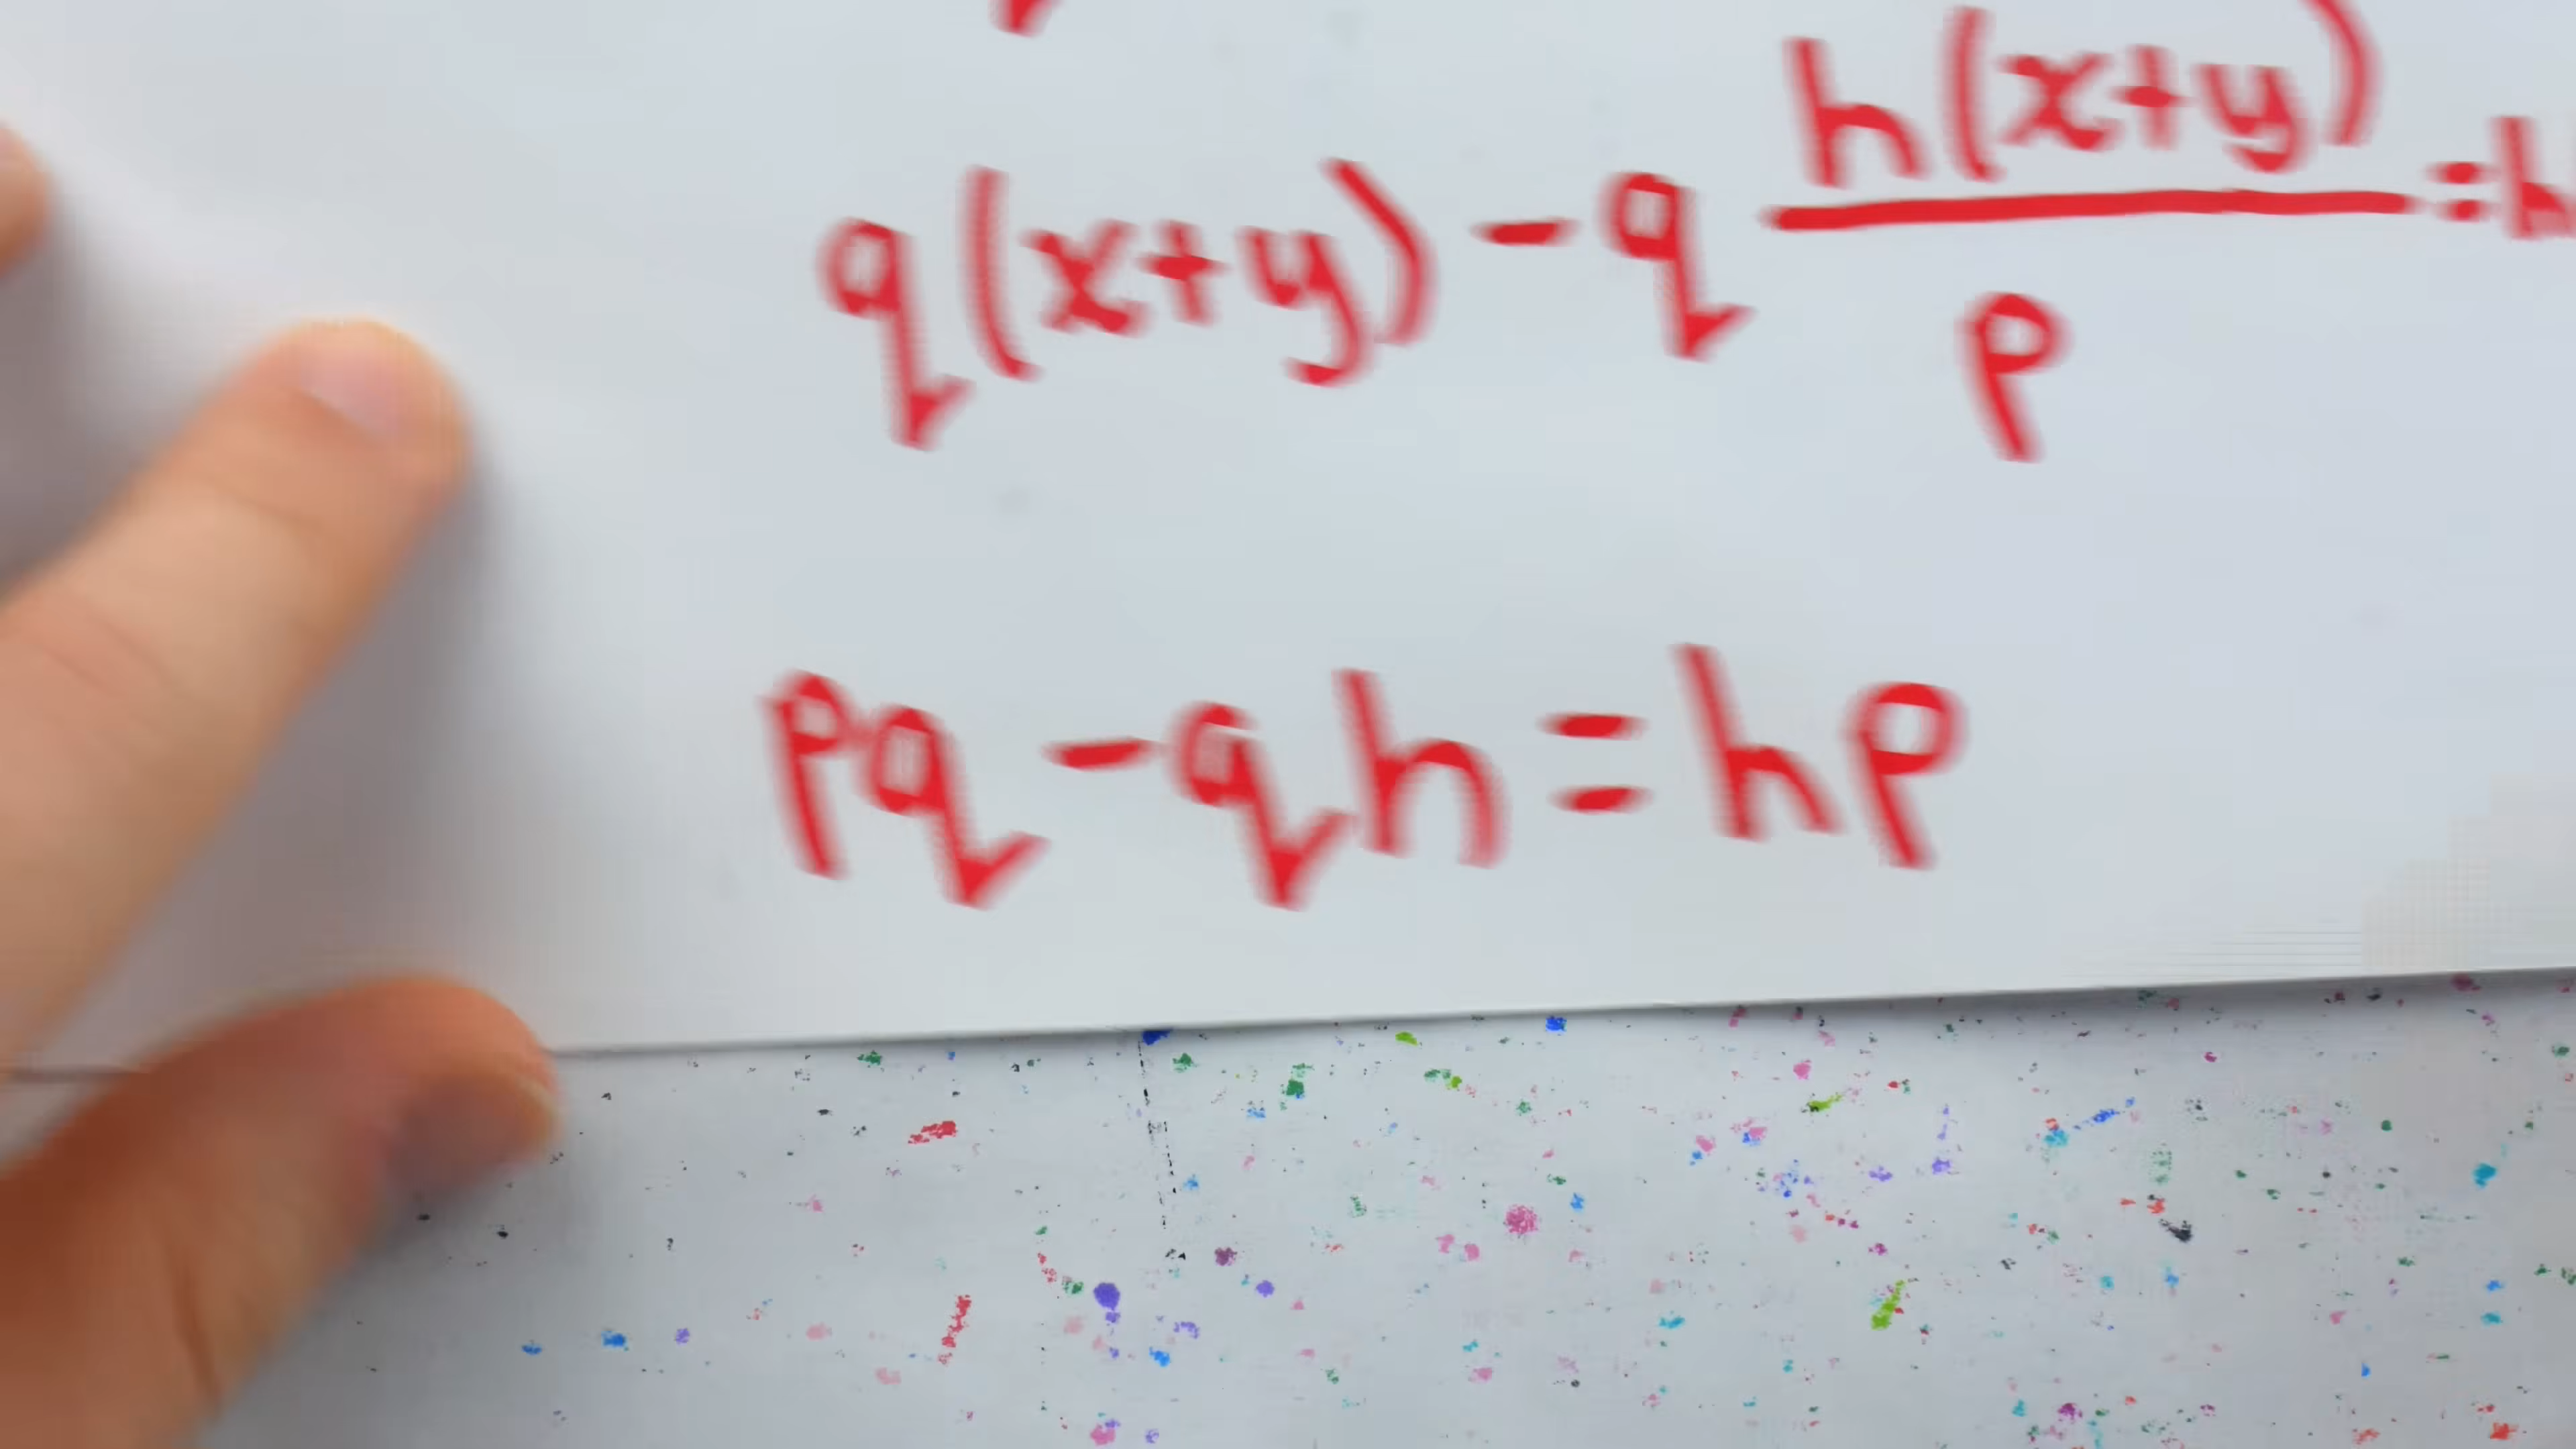 q(x+y) - q h(x+y)/p = h
pq - qh = hp